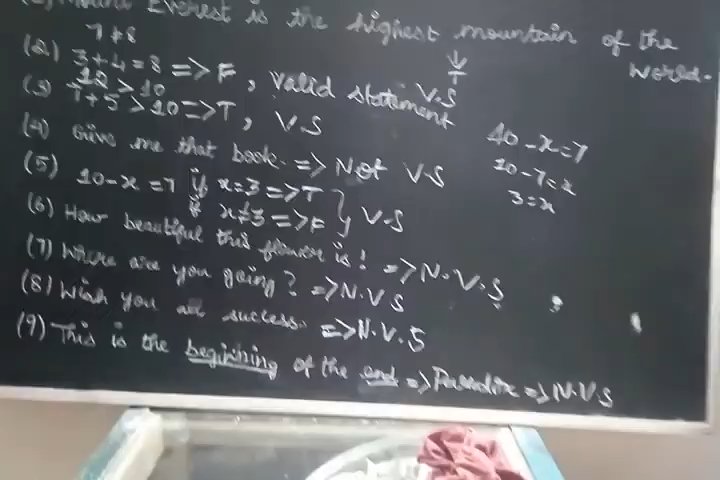 Mount Everest is the highest mountain of the
World.
↓
T
V.S
7≠8
(2) 3+4=8 => F, Valid statement
12 > 10
(3) 7+5 > 10 => T, V.S
(4) Give me that book. => Not V.S
(5) 10-x=7 if x=3 => T } V.S
if x≠3 => F
(6) How beautiful this flower is! => N.V.S
(7) Where are you going? => N.V S
(8) Wish you all success. => N.V.S
(9) This is the beginning of the end => Paradox => N.V.S
10-x=7
10-7=x
3=x